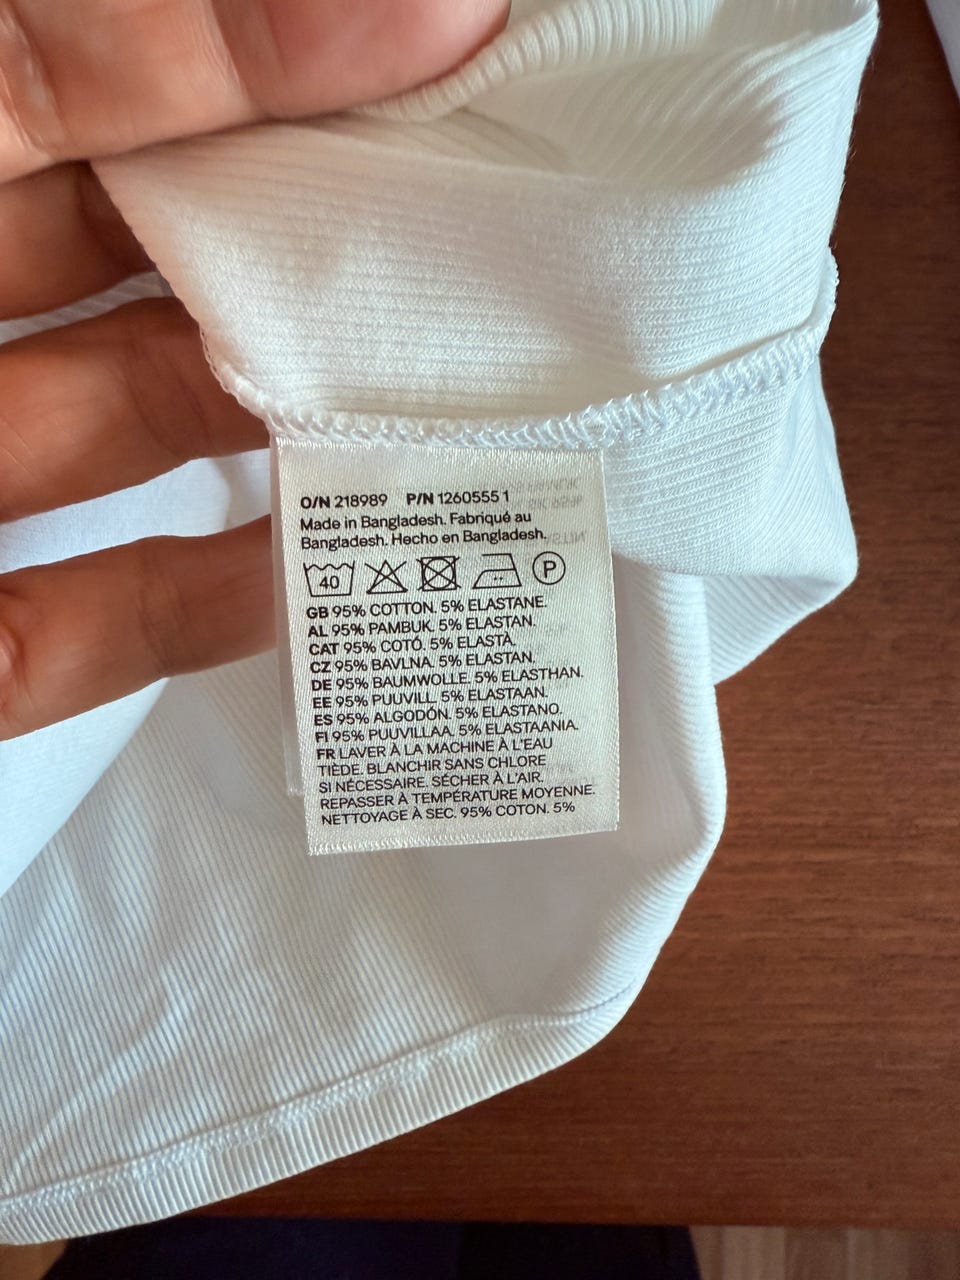 O/N 218989 P/N 12605551
Made in Bangladesh. Fabriqué au
Bangladesh. Hecho en Bangladesh.
40 P
GB 95% COTTON. 5% ELASTANE.
AL 95% PAMBUK. 5% ELASTAN.
CAT 95% COTÓ. 5% ELASTÀ.
CZ 95% BAVLNA. 5% ELASTAN.
DE 95% BAUMWOLLE. 5% ELASTHAN.
EE 95% PUUVILL. 5% ELASTAAN.
ES 95% ALGODÓN. 5% ELASTANO.
FI 95% PUUVILLAA. 5% ELASTAANIA.
FR LAVER À LA MACHINE À L'EAU
TIÈDE. BLANCHIR SANS CHLORE
SI NÉCESSAIRE. SÉCHER À L'AIR.
REPASSER À TEMPÉRATURE MOYENNE.
NETTOYAGE À SEC. 95% COTON. 5%